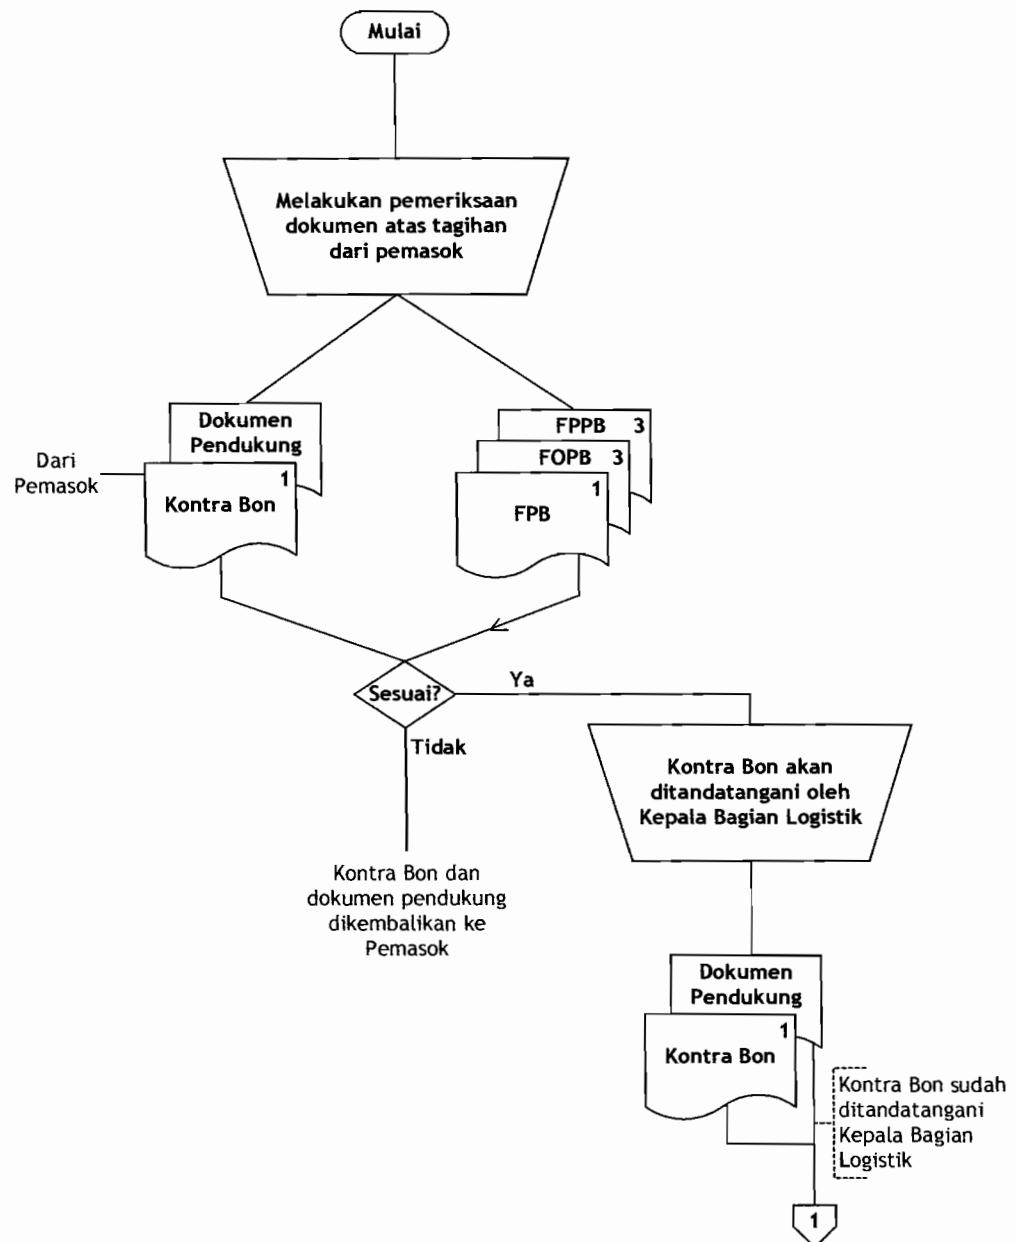 Mulai
Melakukan pemeriksaan
dokumen atas tagihan
dari pemasok
Dokumen
Pendukung
Dari
Pemasok
1
Kontra Bon
FPPB 3
FOPB 3
1
FPB
Sesuai?
Ya
Tidak
Kontra Bon akan
ditandatangani oleh
Kepala Bagian Logistik
Kontra Bon dan
dokumen pendukung
dikembalikan ke
Pemasok
Dokumen
Pendukung
1
Kontra Bon
Kontra Bon sudah
ditandatangani
Kepala Bagian
Logistik
1